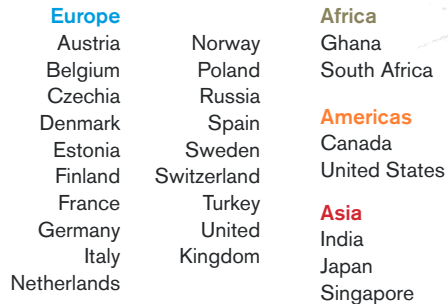 Europe
Austria
Belgium
Czechia
Denmark
Estonia
Finland
France
Germany
Italy
Netherlands
Norway
Poland
Russia
Spain
Sweden
Switzerland
Turkey
United
Kingdom
Africa
Ghana
South Africa
Americas
Canada
United States
Asia
India
Japan
Singapore